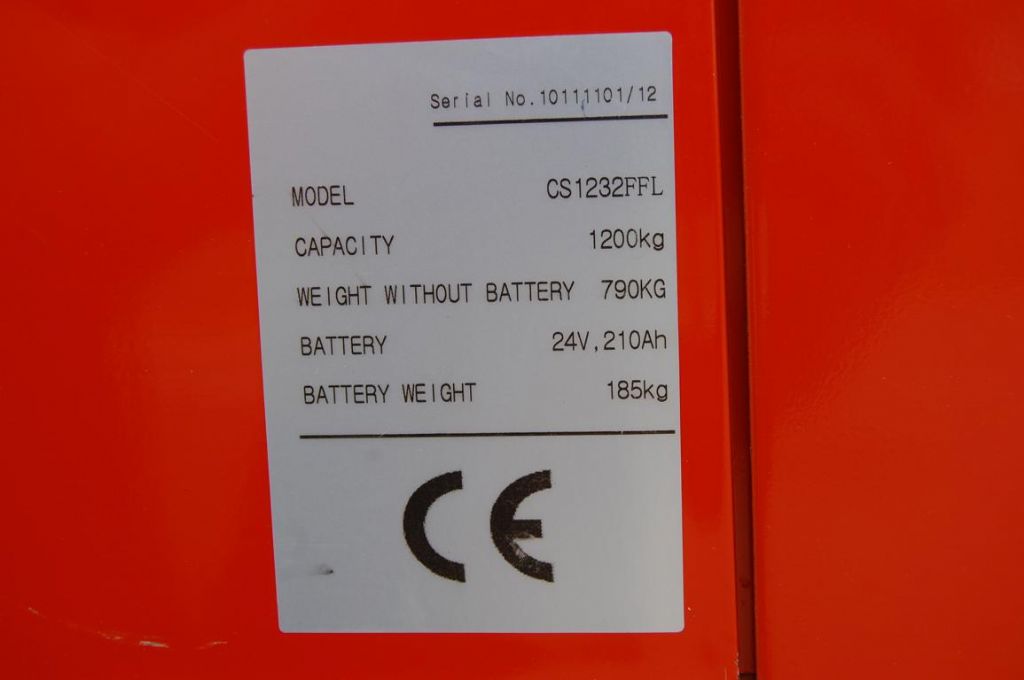 Serial No.10111101/12
MODEL CS1232FFL
CAPACITY 1200kg
WEIGHT WITHOUT BATTERY 790KG
BATTERY 24V,210Ah
BATTERY WEIGHT 185kg
CE